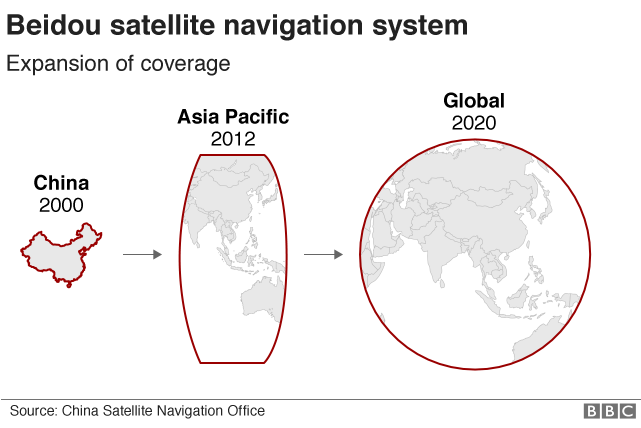 Beidou satellite navigation system
Expansion of coverage
China
2000
Asia Pacific
2012
Global
2020
Source: China Satellite Navigation Office
BBC